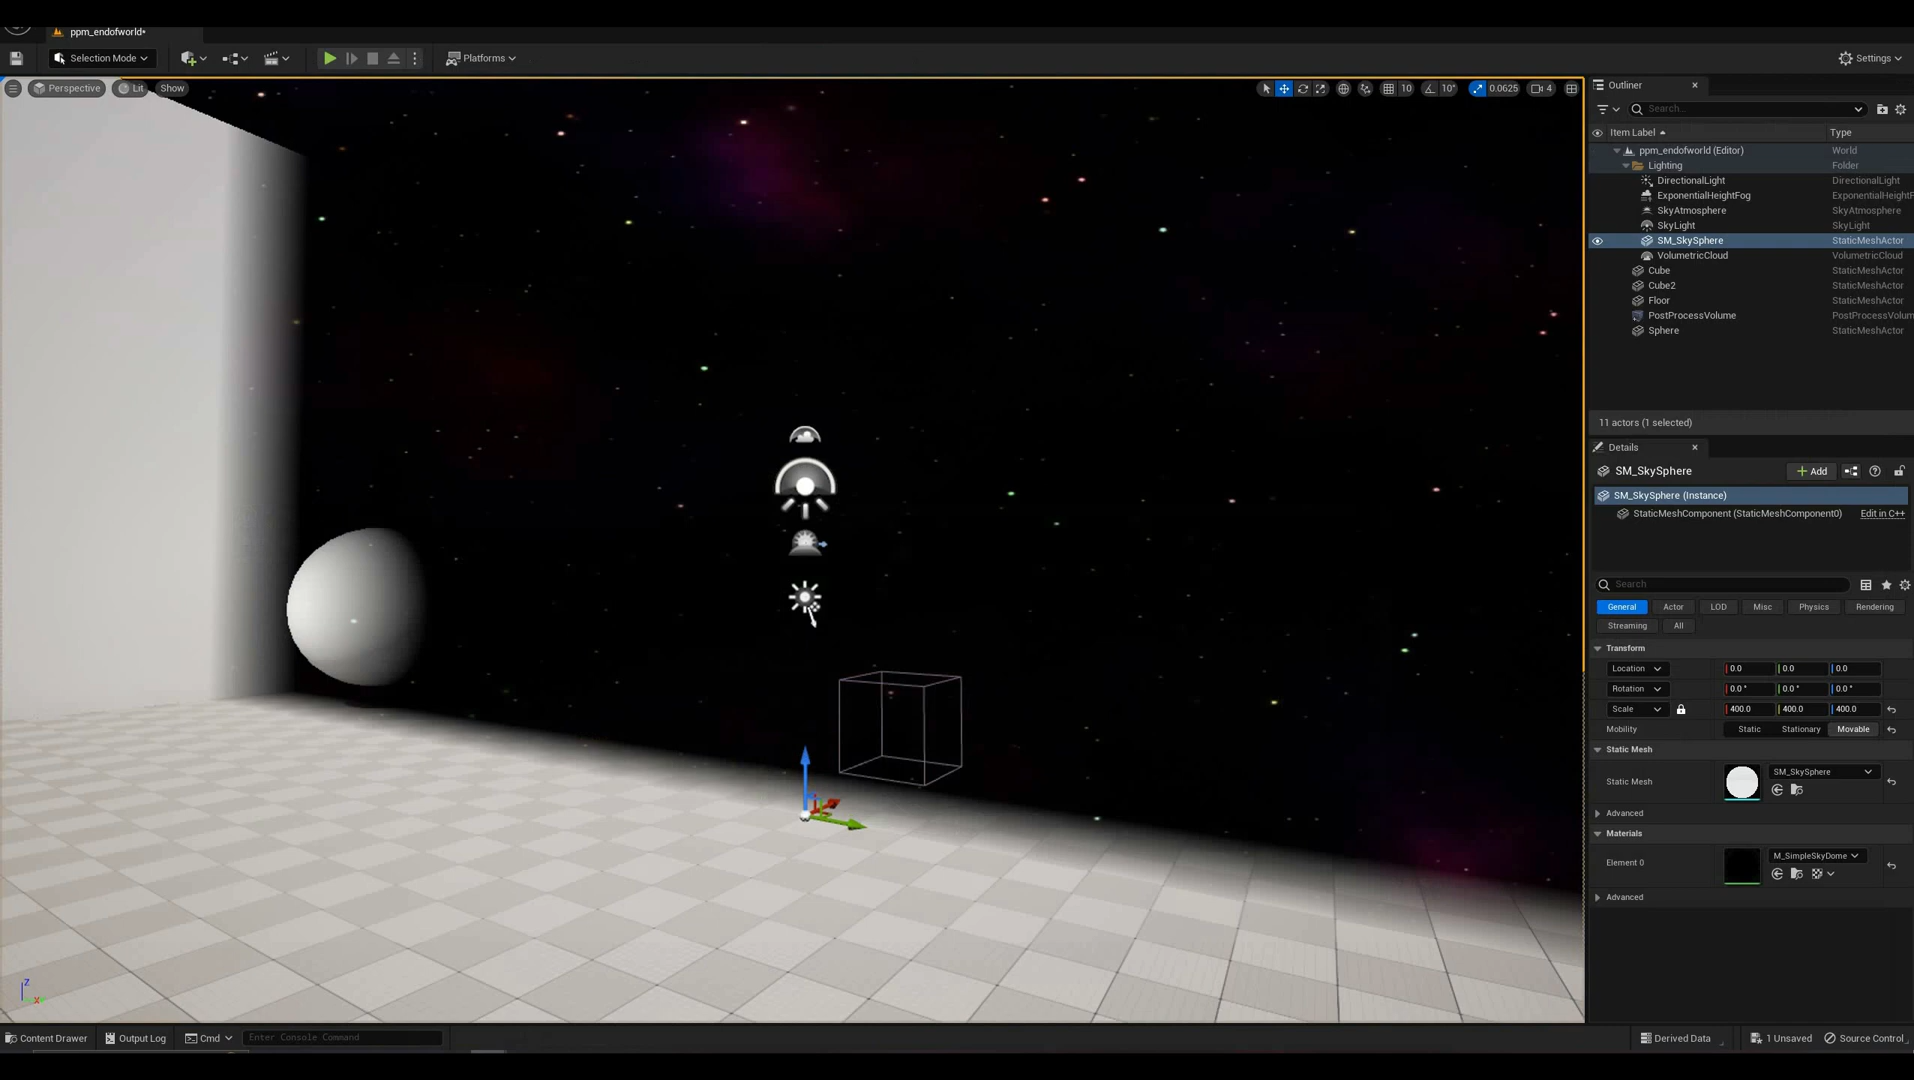 ppm_endofworld*
Selection Mode
Platforms
Settings
Perspective
Lit
Show
10
10°
0.0625
4
Outliner
Search...
Item Label
Type
ppm_endofworld (Editor)
World
Lighting
Folder
DirectionalLight
DirectionalLight
ExponentialHeightFog
ExponentialHeightF
SkyAtmosphere
SkyAtmosphere
SkyLight
SkyLight
SM_SkySphere
StaticMeshActor
VolumetricCloud
VolumetricCloud
Cube
StaticMeshActor
Cube2
StaticMeshActor
Floor
StaticMeshActor
PostProcessVolume
PostProcessVolum
Sphere
StaticMeshActor
11 actors (1 selected)
Details
SM_SkySphere
Add
SM_SkySphere (Instance)
StaticMeshComponent (StaticMeshComponent0)
Edit in C++
Search
General
Actor
LOD
Misc
Physics
Rendering
Streaming
All
Transform
Location
0.0
0.0
0.0
Rotation
0.0 °
0.0 °
0.0 °
Scale
400.0
400.0
400.0
Mobility
Static
Stationary
Movable
Static Mesh
Static Mesh
SM_SkySphere
Advanced
Materials
Element 0
M_SimpleSkyDome
Advanced
Z
X
Content Drawer
Output Log
Cmd
Enter Console Command
Derived Data
1 Unsaved
Source Control